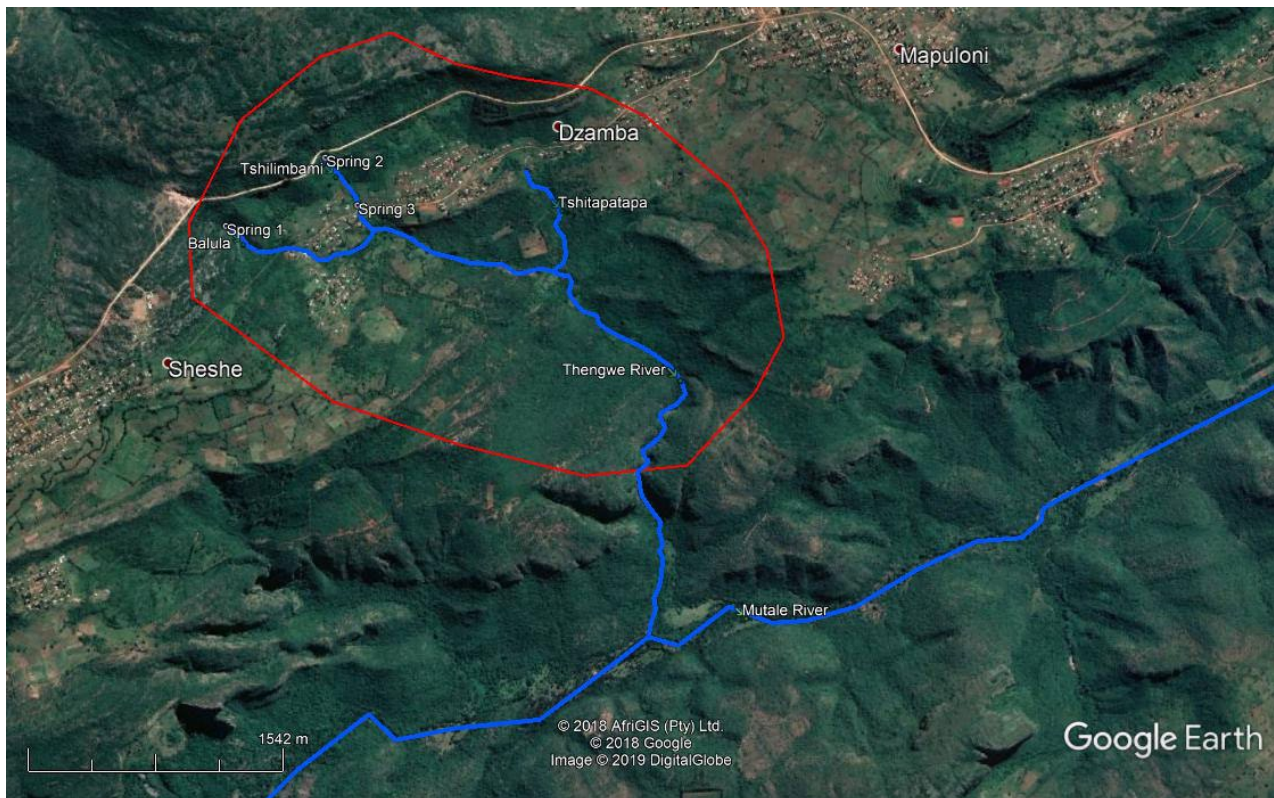 Mapuloni
Dzamba
Tshilimbami
Spring 2
Tshitapatapa
Spring 3
Spring 1
Balula
Sheshe
Thengwe River
Mutale River
1542 m
© 2018 AfriGIS (Pty) Ltd.
© 2018 Google
Image © 2019 DigitalGlobe
Google Earth